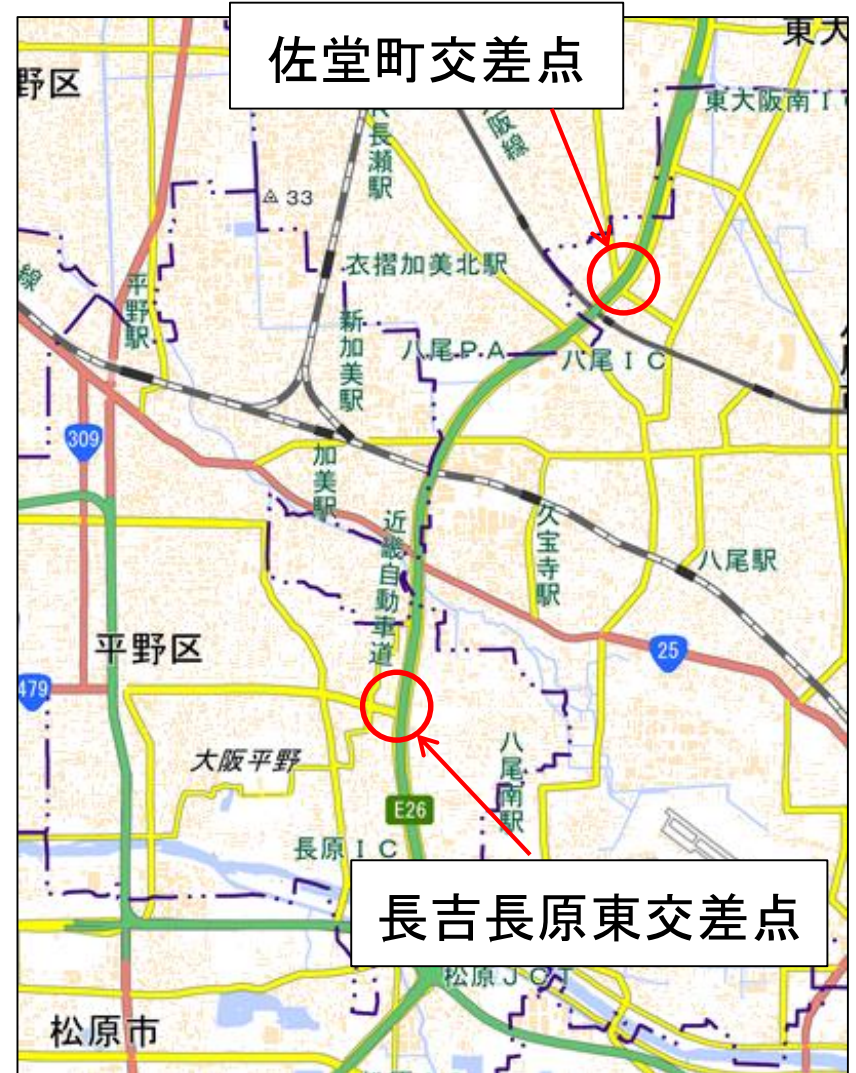 佐堂町交差点
東大
野区
東大阪南I
長瀬駅
阪線
33
衣摺加美北駅
線
平野駅
新加美駅
八尾PA
八尾IC
309
加美駅
近畿自動車道
久宝寺駅
八尾駅
平野区
25
479
大阪平野
八尾南駅
E26
長原IC
長吉長原東交差点
松原JCT
松原市